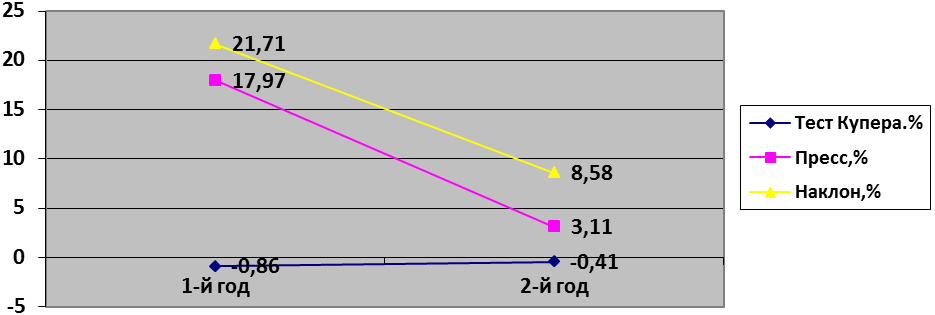 25
20
15
10
5
0
-5
21,71
17,97
8,58
3,11
-0,86
-0,41
1-й год
2-й год
Тест Купера.%
Пресс,%
Наклон,%